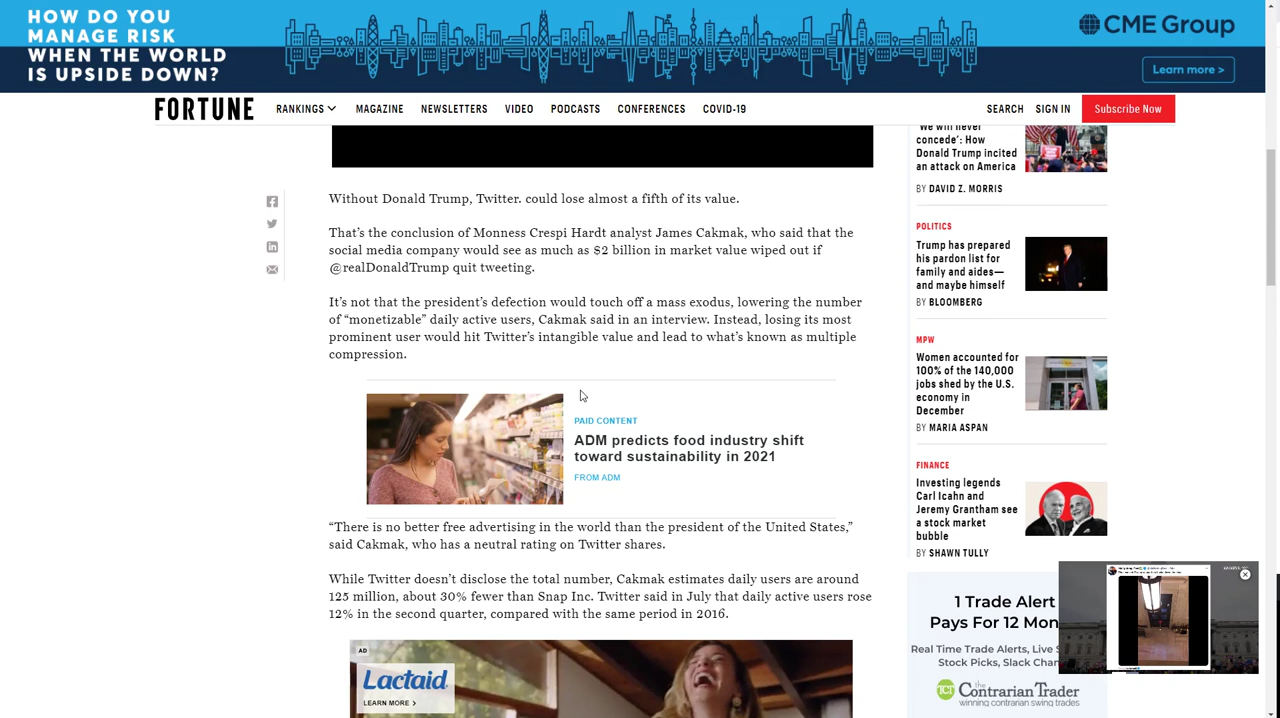 HOW DO YOU
MANAGE RISK
WHEN THE WORLD
IS UPSIDE DOWN?
CME Group
Learn more >
FORTUNE
RANKINGS
MAGAZINE
NEWSLETTERS
VIDEO
PODCASTS
CONFERENCES
COVID-19
SEARCH
SIGN IN
Subscribe Now
Without Donald Trump, Twitter. could lose almost a fifth of its value.
That's the conclusion of Monness Crespi Hardt analyst James Cakmak, who said that the
social media company would see as much as $2 billion in market value wiped out if
@realDonaldTrump quit tweeting.
It's not that the president's defection would touch off a mass exodus, lowering the number
of “monetizable” daily active users, Cakmak said in an interview. Instead, losing its most
prominent user would hit Twitter's intangible value and lead to what's known as multiple
compression.
PAID CONTENT
ADM predicts food industry shift
toward sustainability in 2021
FROM ADM
“There is no better free advertising in the world than the president of the United States,”
said Cakmak, who has a neutral rating on Twitter shares.
While Twitter doesn't disclose the total number, Cakmak estimates daily users are around
125 million, about 30% fewer than Snap Inc. Twitter said in July that daily active users rose
12% in the second quarter, compared with the same period in 2016.
AD
Lactaid
LEARN MORE >
'We will never
concede': How
Donald Trump incited
an attack on America
BY DAVID Z. MORRIS
POLITICS
Trump has prepared
his pardon list for
family and aides—
and maybe himself
BY BLOOMBERG
MPW
Women accounted for
100% of the 140,000
jobs shed by the U.S.
economy in
December
BY MARIA ASPAN
FINANCE
Investing legends
Carl Icahn and
Jeremy Grantham see
a stock market
bubble
BY SHAWN TULLY
1 Trade Alert
Pays For 12 Mon
Real Time Trade Alerts, Live S
Stock Picks, Slack Chan
TCT
the
Contrarian Trader
winning contrarian swing trades